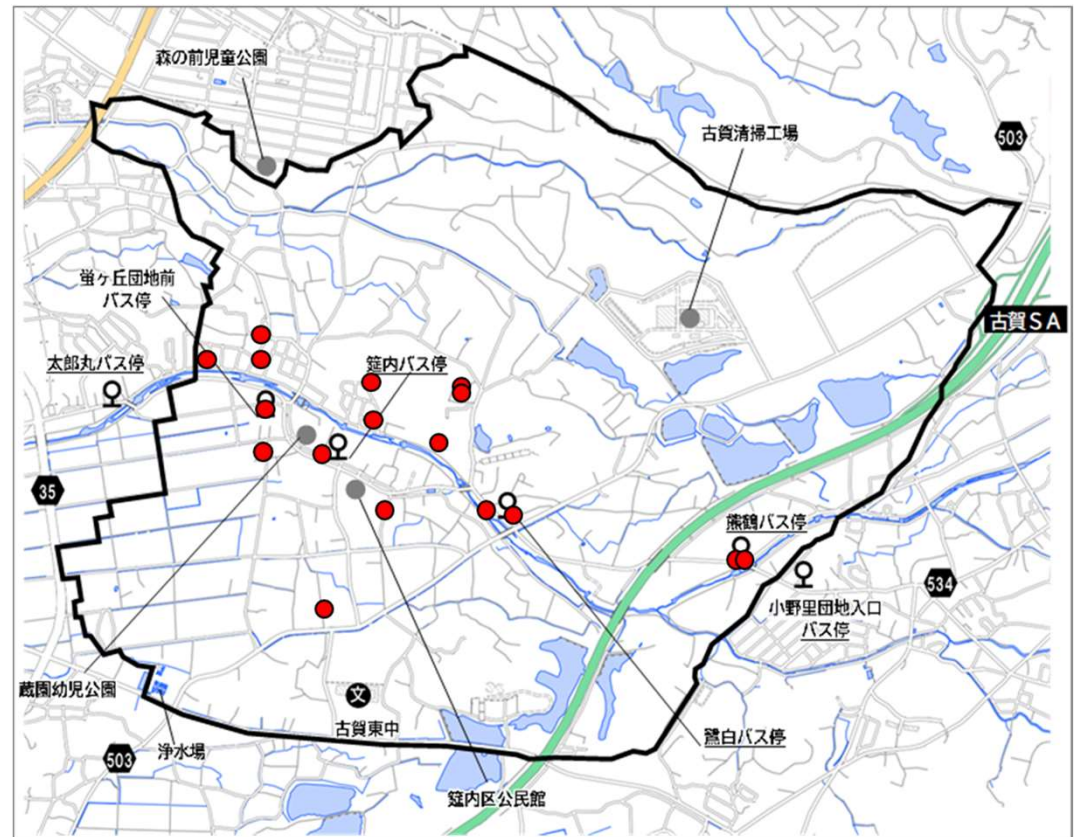 森の前児童公園
古賀清掃工場
503
蛍ヶ丘団地前
バス停
古賀SA
太郎丸バス停
筵内バス停
35
熊鶴バス停
534
小野里団地入口
バス停
蔵園幼児公園
文
古賀東中
鷺白バス停
浄水場
503
筵内区公民館